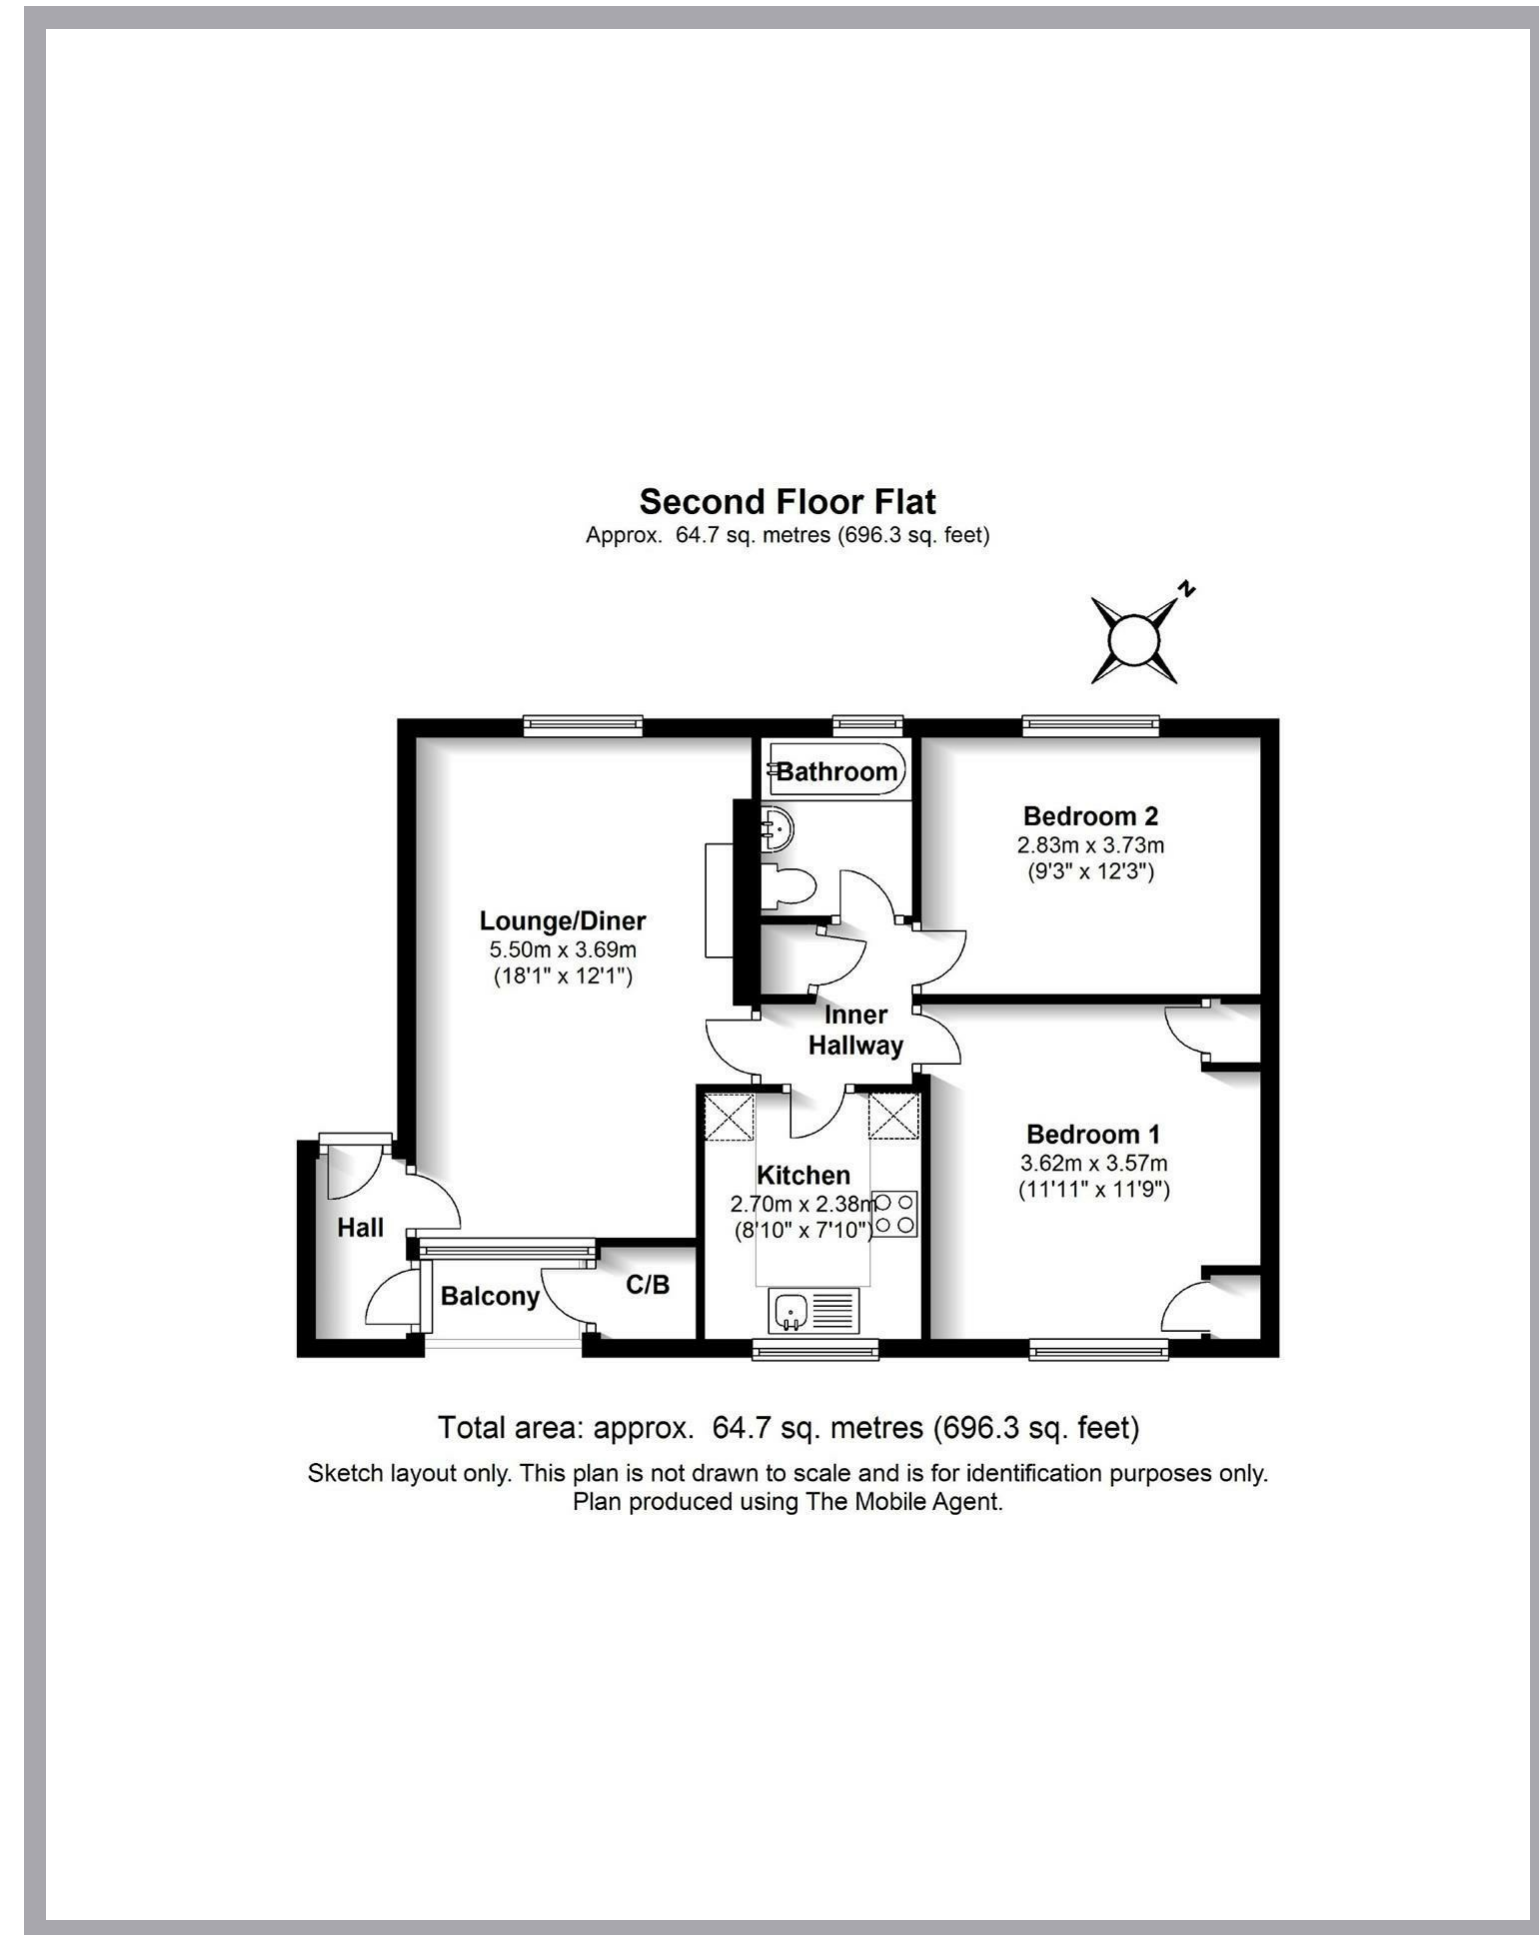 Second Floor Flat
Approx. 64.7 sq. metres (696.3 sq. feet)
N
Bathroom
Bedroom 2
2.83m x 3.73m
(9'3" x 12'3")
Lounge/Diner
5.50m x 3.69m
(18'1" x 12'1")
Inner
Hallway
Bedroom 1
3.62m x 3.57m
(11'11" x 11'9")
Kitchen
2.70m x 2.38m
(8'10" x 7'10")
Hall
Balcony
C/B
Total area: approx. 64.7 sq. metres (696.3 sq. feet)
Sketch layout only. This plan is not drawn to scale and is for identification purposes only.
Plan produced using The Mobile Agent.